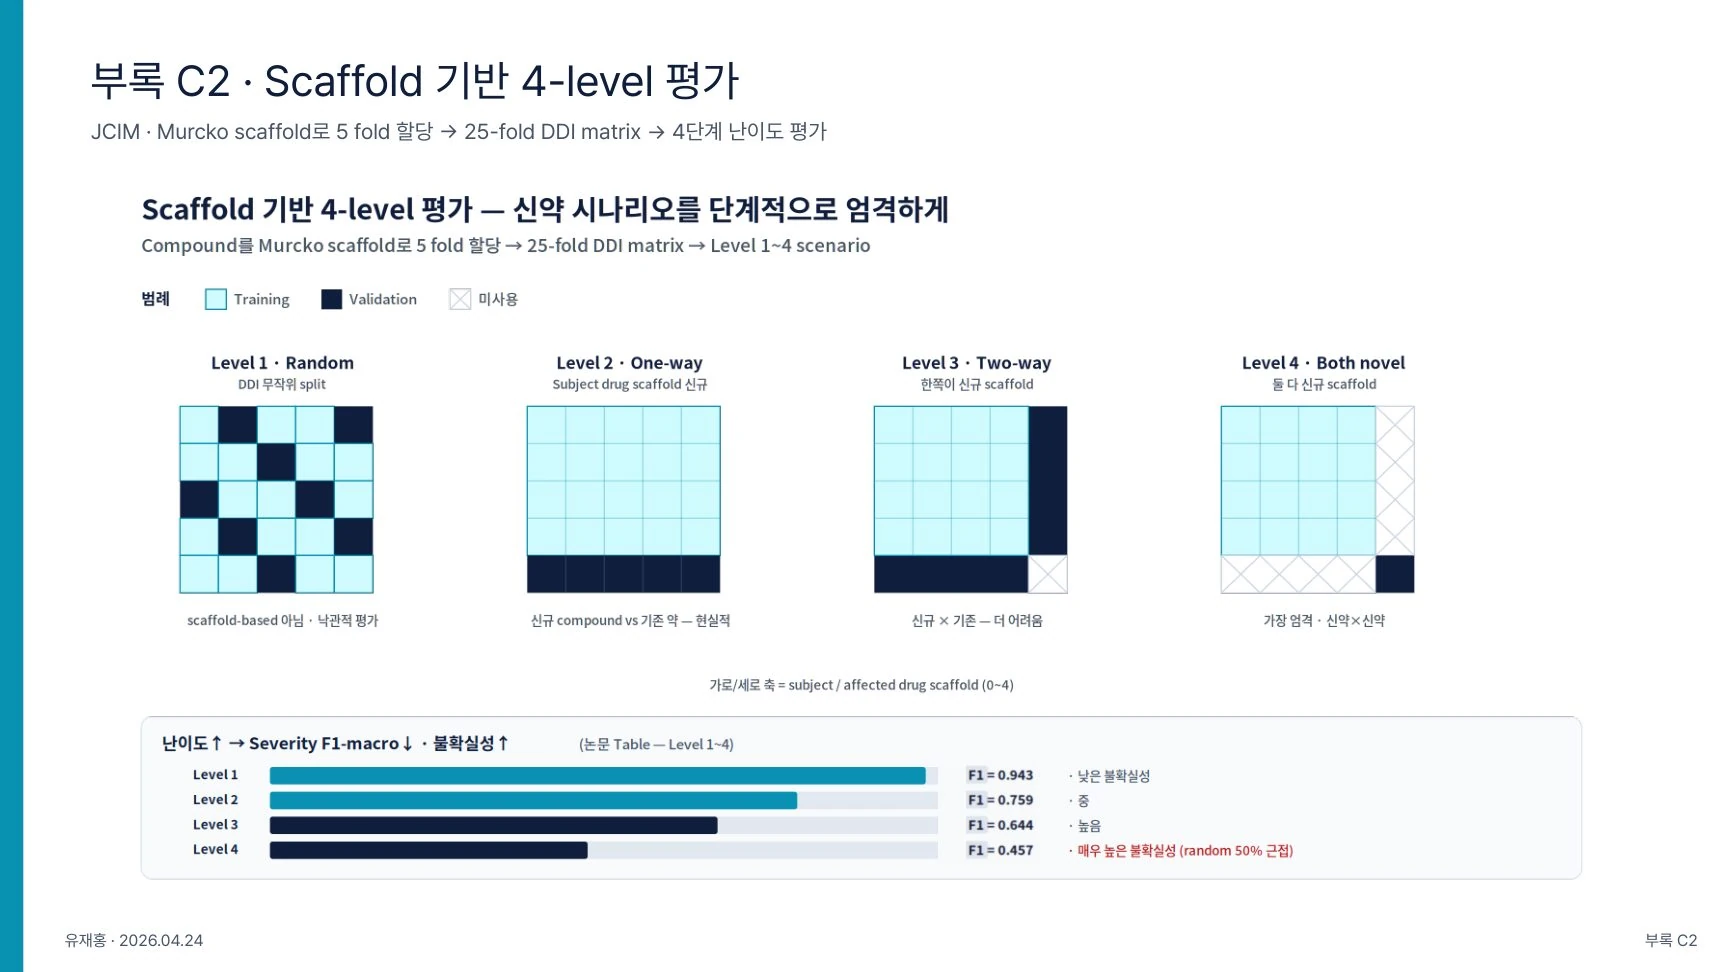 부록 C2 · Scaffold 기반 4-level 평가
JCIM · Murcko scaffold로 5 fold 할당 → 25-fold DDI matrix → 4단계 난이도 평가
Scaffold 기반 4-level 평가 — 신약 시나리오를 단계적으로 엄격하게
Compound를 Murcko scaffold로 5 fold 할당 → 25-fold DDI matrix → Level 1~4 scenario
범례 Training Validation 미사용
Level 1 · Random
DDI 무작위 split
scaffold-based 아님 · 낙관적 평가
Level 2 · One-way
Subject drug scaffold 신규
신규 compound vs 기존 약 — 현실적
Level 3 · Two-way
한쪽이 신규 scaffold
신규 × 기존 — 더 어려움
Level 4 · Both novel
둘 다 신규 scaffold
가장 엄격 · 신약×신약
가로/세로 축 = subject / affected drug scaffold (0~4)
난이도↑ → Severity F1-macro↓ · 불확실성↑ (논문 Table — Level 1~4)
Level 1 F1 = 0.943 · 낮은 불확실성
Level 2 F1 = 0.759 · 중
Level 3 F1 = 0.644 · 높음
Level 4 F1 = 0.457 · 매우 높은 불확실성 (random 50% 근접)
유재홍 · 2026.04.24
부록 C2